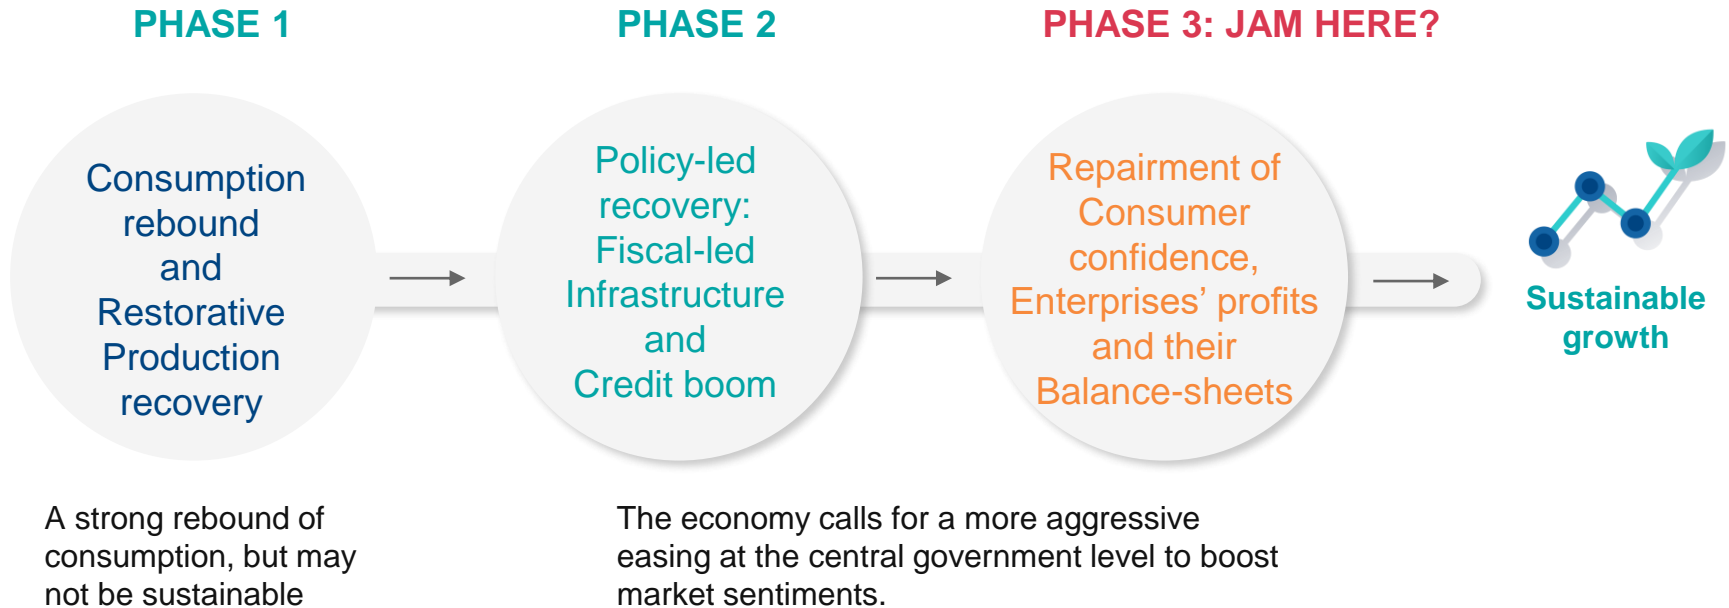 PHASE 1
PHASE 2
PHASE 3: JAM HERE?
Consumption
rebound
and
Restorative
Production
recovery
Policy-led
recovery:
Fiscal-led
Infrastructure
and
Credit boom
Repairment of
Consumer
confidence,
Enterprises’ profits
and their
Balance-sheets
Sustainable
growth
A strong rebound of
consumption, but may
not be sustainable
The economy calls for a more aggressive
easing at the central government level to boost
market sentiments.